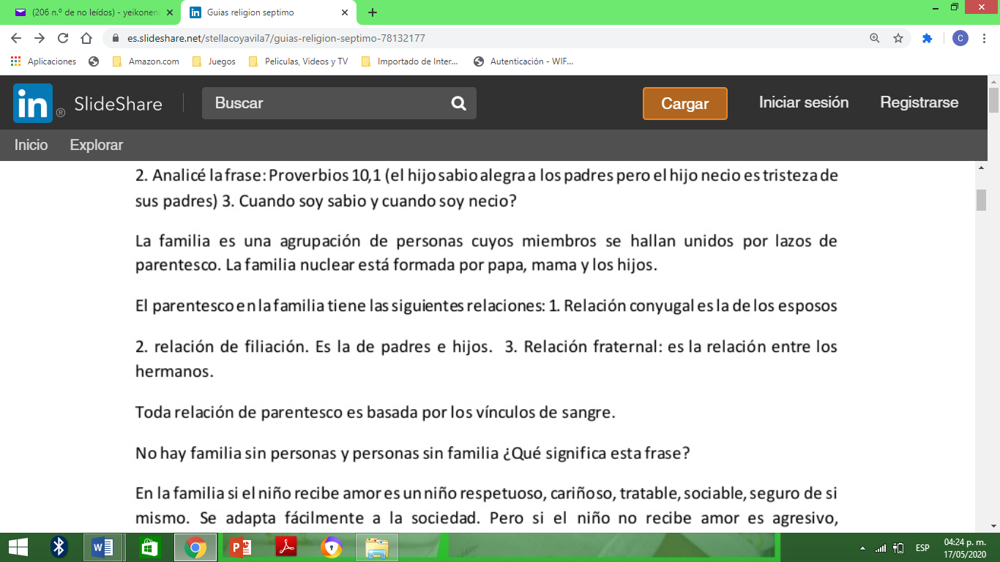 (206 n.º de no leídos) - yeikonen
Guias religion septimo
es.slideshare.net/stellacoyavila7/guias-religion-septimo-78132177
C
Aplicaciones
Amazon.com
Juegos
Peliculas, Videos y TV
Importado de Inter...
Autenticación - WIF...
in ® SlideShare
Buscar
Cargar
Iniciar sesión
Registrarse
Inicio
Explorar
2. Analicé la frase: Proverbios 10,1 (el hijo sabio alegra a los padres pero el hijo necio es tristeza de
sus padres) 3. Cuando soy sabio y cuando soy necio?
La familia es una agrupación de personas cuyos miembros se hallan unidos por lazos de
parentesco. La familia nuclear está formada por papa, mama y los hijos.
El parentesco en la familia tiene las siguientes relaciones: 1. Relación conyugal es la de los esposos
2. relación de filiación. Es la de padres e hijos. 3. Relación fraternal: es la relación entre los
hermanos.
Toda relación de parentesco es basada por los vínculos de sangre.
No hay familia sin personas y personas sin familia ¿Qué significa esta frase?
En la familia si el niño recibe amor es un niño respetuoso, cariñoso, tratable, sociable, seguro de si
mismo. Se adapta fácilmente a la sociedad. Pero si el niño no recibe amor es agresivo,
ESP
04:24 p. m.
17/05/2020